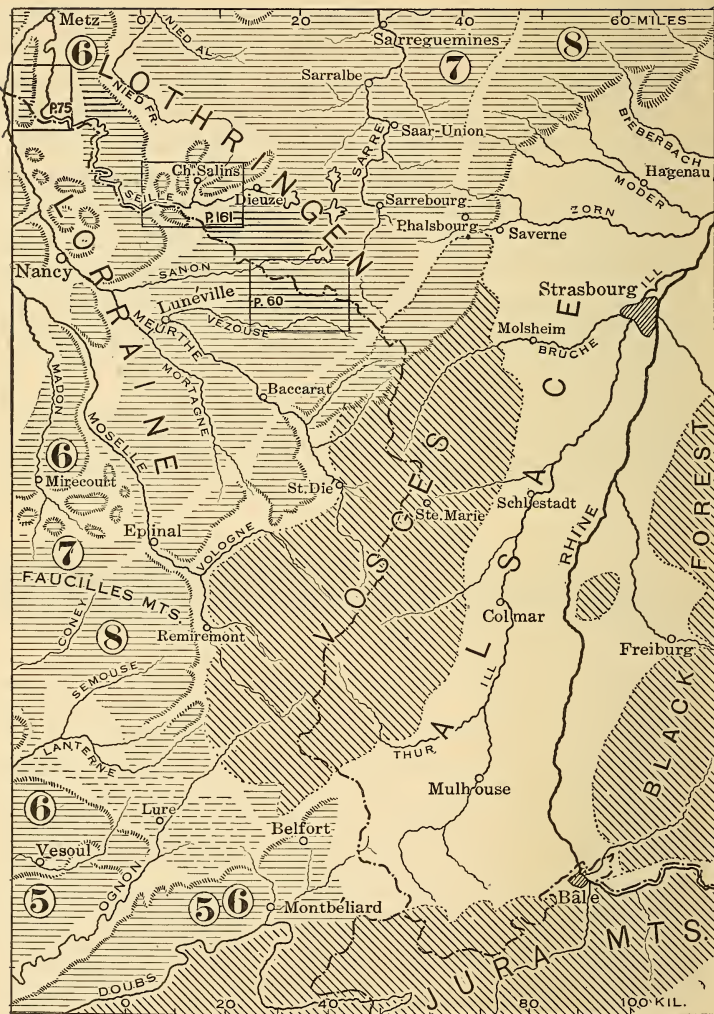 Metz
0
20
40
60 MILES
NIED AL.
Sarreguemines
8
6
7
Sarralbe
P.75
NIED FR.
LOTHRINGEN
Saar-Union
BIEBERBACH
Hagenau
MODER
SARRE
Ch. Salins
Dieuze
SEILLE
P.161
Sarrebourg
Phalsbourg
ZORN
Saverne
LORRAINE
Nancy
SANON
P. 60
Lunéville
VEZOUSE
MEURTHE
Strasbourg
ILL
Molsheim
BRUCHE
MORTAGNE
Baccarat
MADON
MOSELLE
6
Mirecourt
St. Die
Ste. Marie
Schlestadt
VOSGES
ALSACE
RHINE
BLACK FOREST
Epinal
VOLOGNE
7
FAUCILLES MTS.
CONEY
8
Remiremont
Colmar
Freiburg
SEMOUSE
ILL
LANTERNE
THUR
Mulhouse
6
Lure
Belfort
Vesoul
5
OGNON
5 6
Montbéliard
Bâle
JURA MTS.
DOUBS
0
20
40
80
100 KIL.